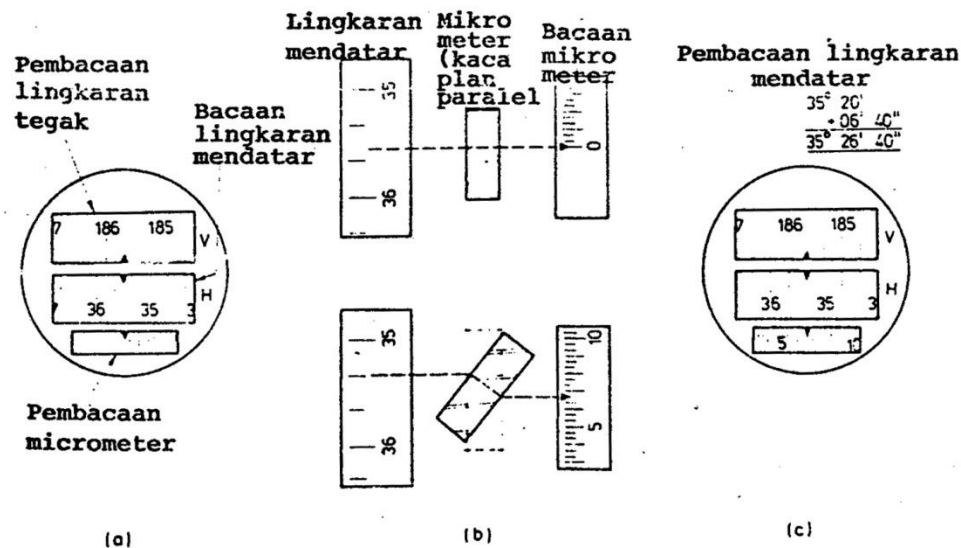 Pembacaan
lingkaran
tegak
Bacaan
lingkaran
mendatar
7 186 185
V
36 35 3
H
Pembacaan
micrometer
(a)
Lingkaran
mendatar
Mikro
meter
(kaca
plan
paralel
Bacaan
mikro
meter
35
36
0
35
36
10
5
(b)
Pembacaan lingkaran
mendatar
35° 20'
+ 06' 40"
35° 26' 40"
7 186 185
V
36 35 3
H
5 10
(c)